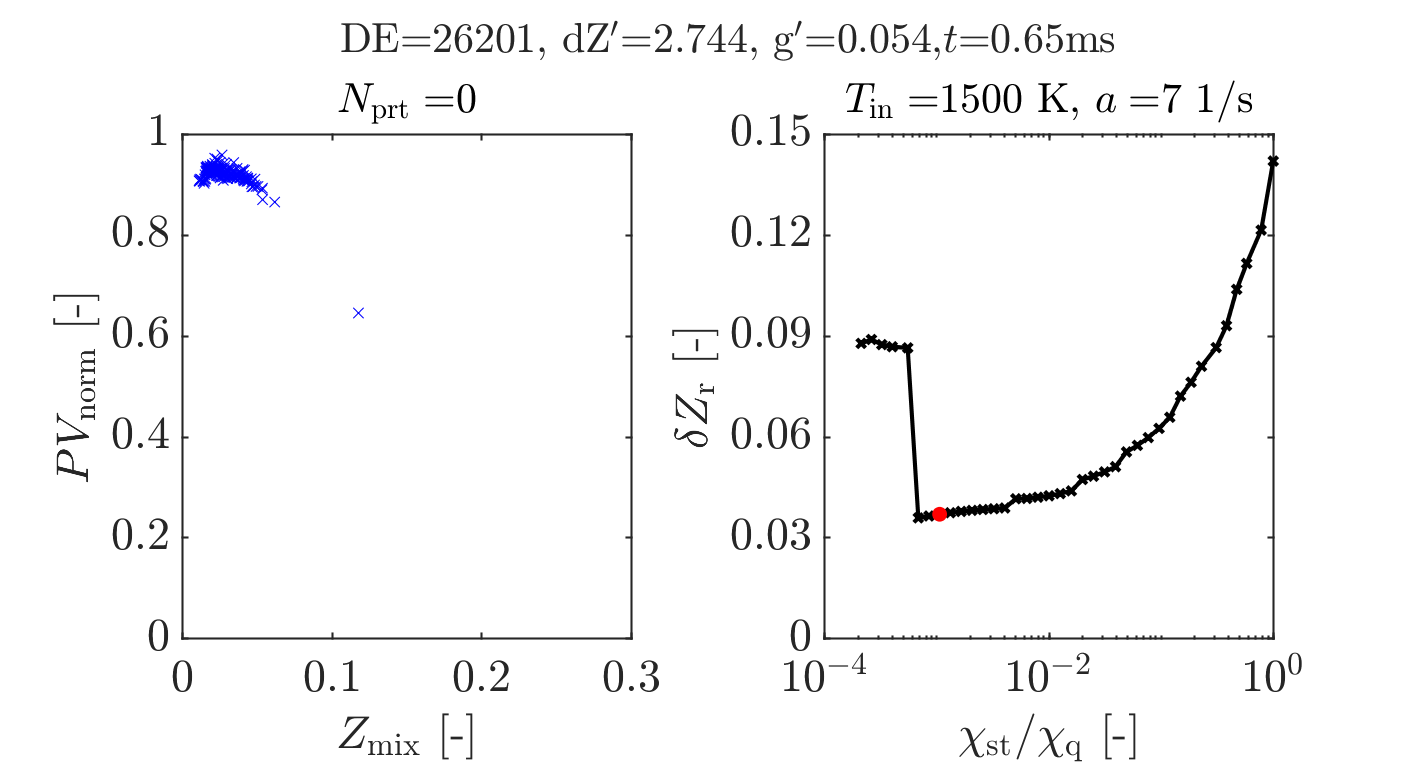 DE=26201, dZ′=2.744, g′=0.054,t=0.65ms
N_prt =0
T_in =1500 K, a =7 1/s
1
0.8
0.6
0.4
0.2
0
PV_norm [-]
0
0.1
0.2
0.3
Z_mix [-]
0.15
0.12
0.09
0.06
0.03
0
δZ_r [-]
10⁻⁴
10⁻²
10⁰
χ_st/χ_q [-]